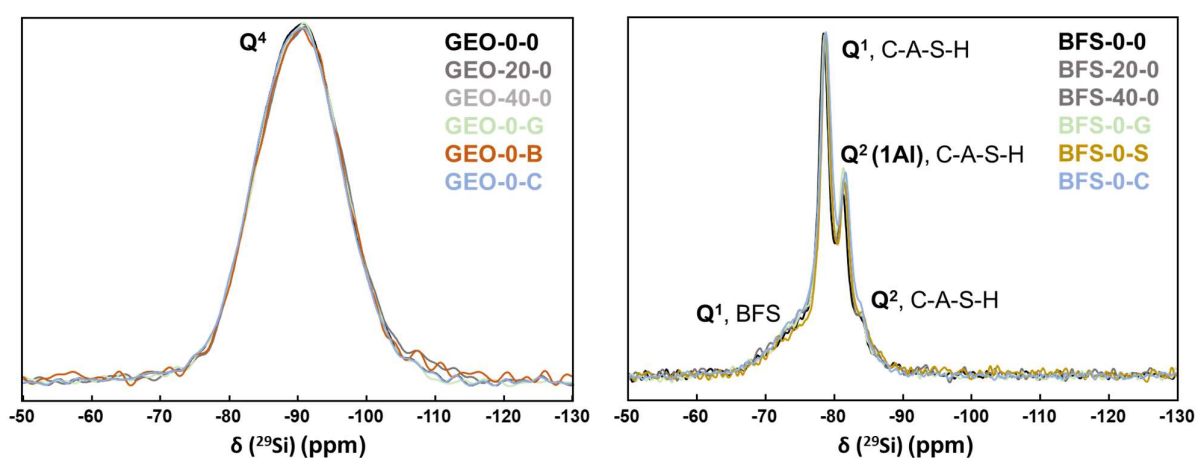 Q⁴
GEO-0-0
GEO-20-0
GEO-40-0
GEO-0-G
GEO-0-B
GEO-0-C
-50 -60 -70 -80 -90 -100 -110 -120 -130
δ (²⁹Si) (ppm)
Q¹, C-A-S-H
Q² (1Al), C-A-S-H
Q², C-A-S-H
Q¹, BFS
BFS-0-0
BFS-20-0
BFS-40-0
BFS-0-G
BFS-0-S
BFS-0-C
-50 -60 -70 -80 -90 -100 -110 -120 -130
δ (²⁹Si) (ppm)